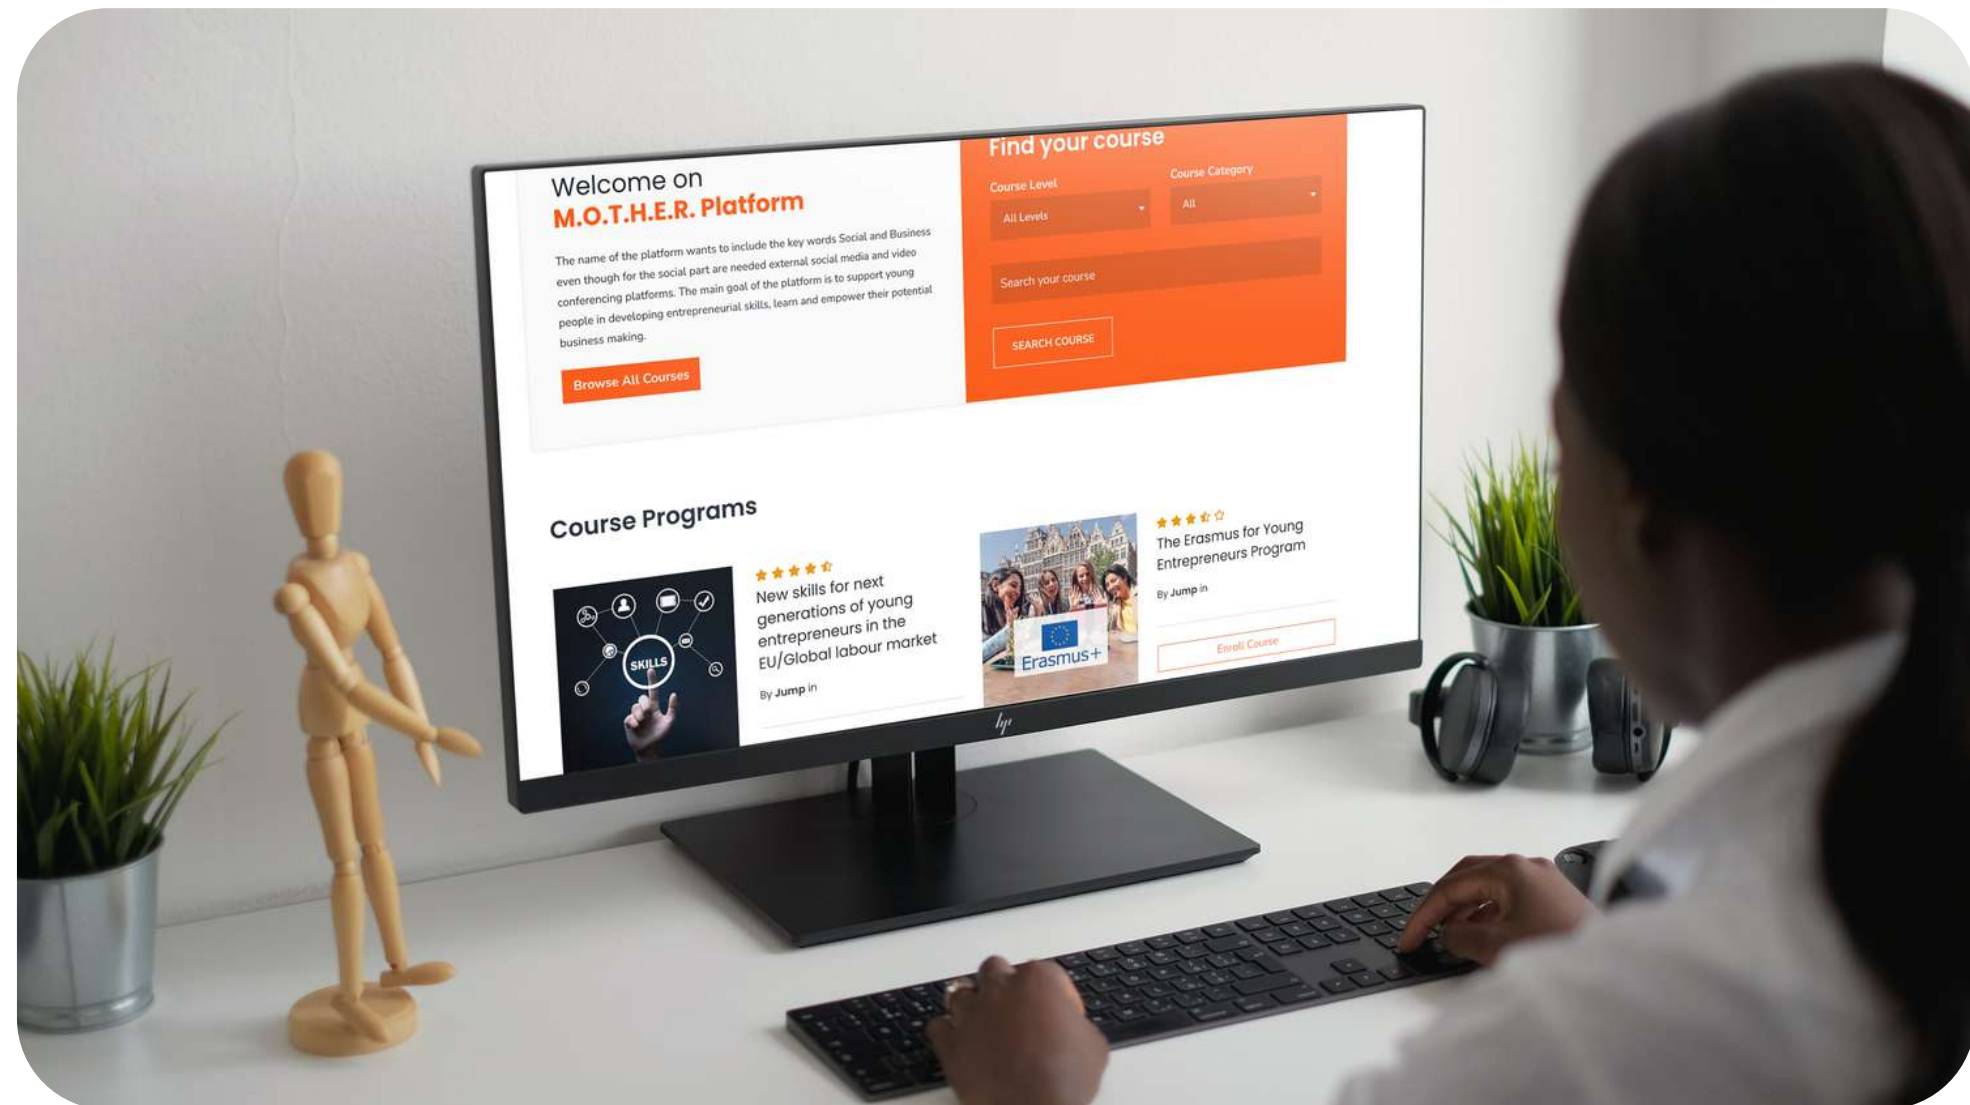 Welcome on
M.O.T.H.E.R. Platform
The name of the platform wants to include the key words Social and Business
even though for the social part are needed external social media and video
conferencing platforms. The main goal of the platform is to support young
people in developing entrepreneurial skills, learn and empower their potential
business making.
Browse All Courses
Find your course
Course Level
Course Category
All Levels
All
Search your course
SEARCH COURSE
Course Programs
SKILLS
New skills for next
generations of young
entrepreneurs in the
EU/Global labour market
By Jump in
Erasmus+
The Erasmus for Young
Entrepreneurs Program
By Jump in
Enroll Course
hp